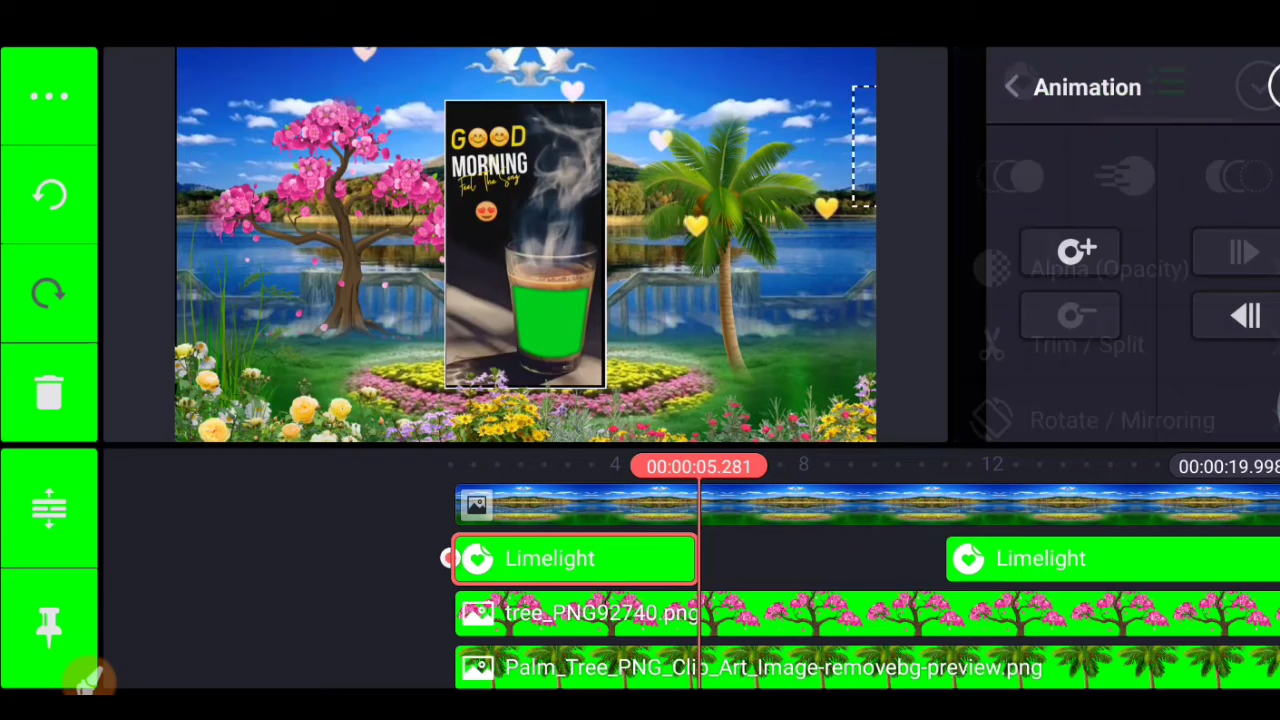 Animation
G😊😊D
MORNING
Feel The Song
Alpha (Opacity)
Trim / Split
Rotate / Mirroring
4
00:00:05.281
8
12
00:00:19.998
Limelight
Limelight
tree_PNG92740.png
Palm_Tree_PNG_Clip_Art_Image-removebg-preview.png